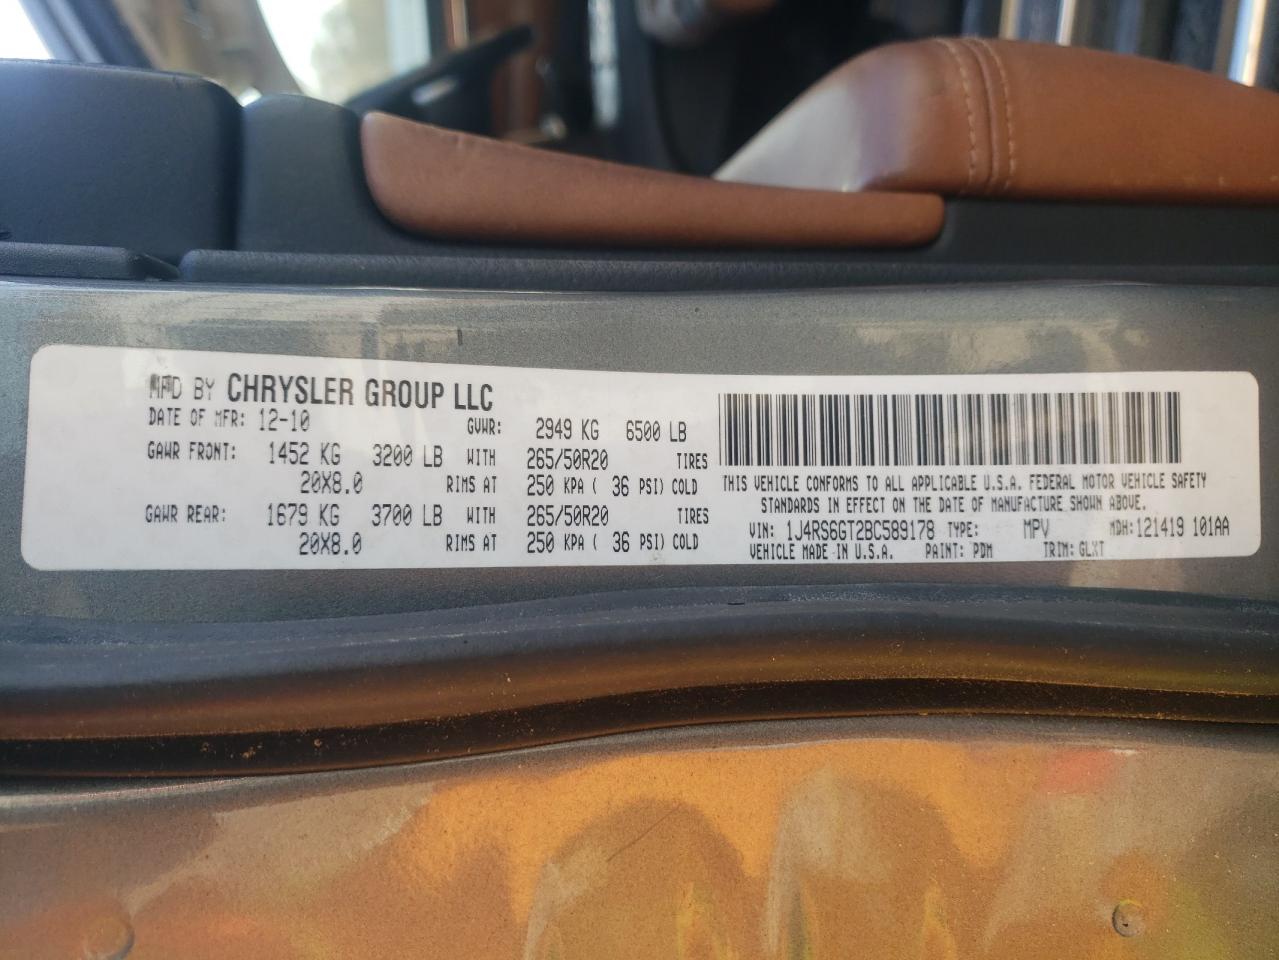 MFD BY CHRYSLER GROUP LLC
DATE OF MFR: 12-10 GVWR: 2949 KG 6500 LB
GAWR FRONT: 1452 KG 3200 LB WITH 265/50R20 TIRES
20X8.0 RIMS AT 250 KPA ( 36 PSI) COLD
GAWR REAR: 1679 KG 3700 LB WITH 265/50R20 TIRES
20X8.0 RIMS AT 250 KPA ( 36 PSI) COLD
THIS VEHICLE CONFORMS TO ALL APPLICABLE U.S.A. FEDERAL MOTOR VEHICLE SAFETY
STANDARDS IN EFFECT ON THE DATE OF MANUFACTURE SHOWN ABOVE.
VIN: 1J4RS6GT2BC589178 TYPE: MPV MDH:121419 101AA
VEHICLE MADE IN U.S.A. PAINT: PDM TRIM: GLXT